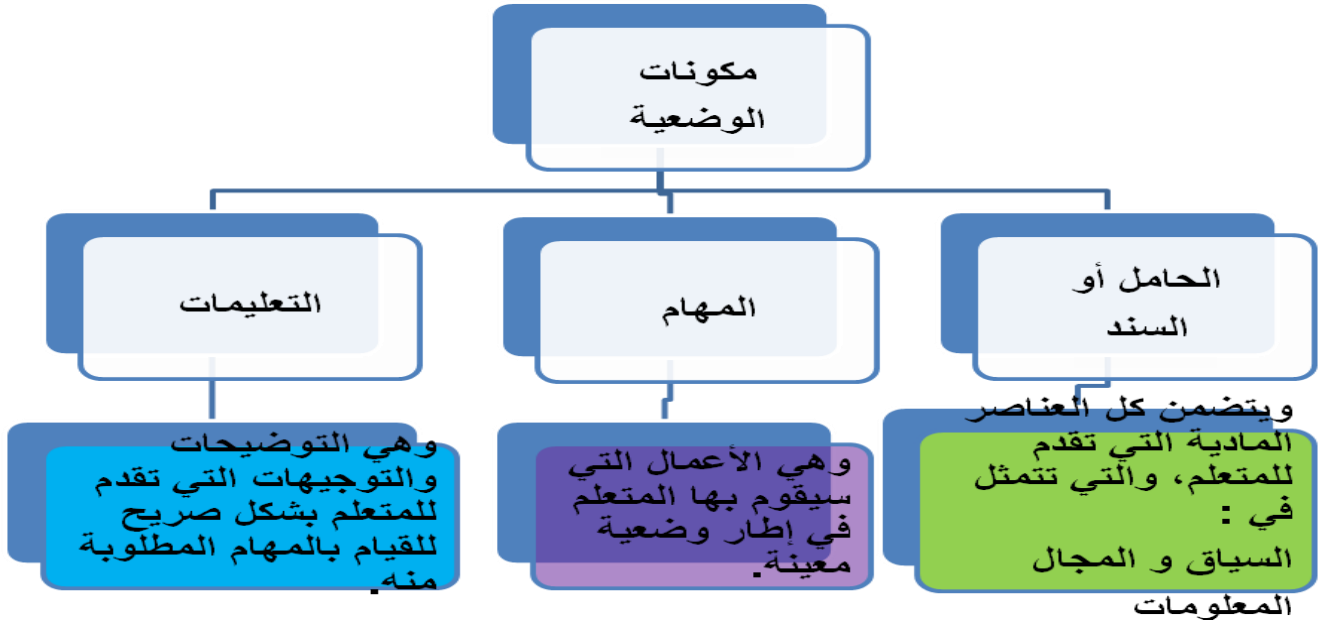 مكونات
الوضعية
الحامل أو
السند
المهام
التعليمات
ويتضمن كل العناصر
المادية التي تقدم
للمتعلم، والتي تتمثل
في :
السياق و المجال
المعلومات
وهي الأعمال التي
سيقوم بها المتعلم
في إطار وضعية
معينة.
وهي التوضيحات
والتوجيهات التي تقدم
للمتعلم بشكل صريح
للقيام بالمهام المطلوبة
منه.